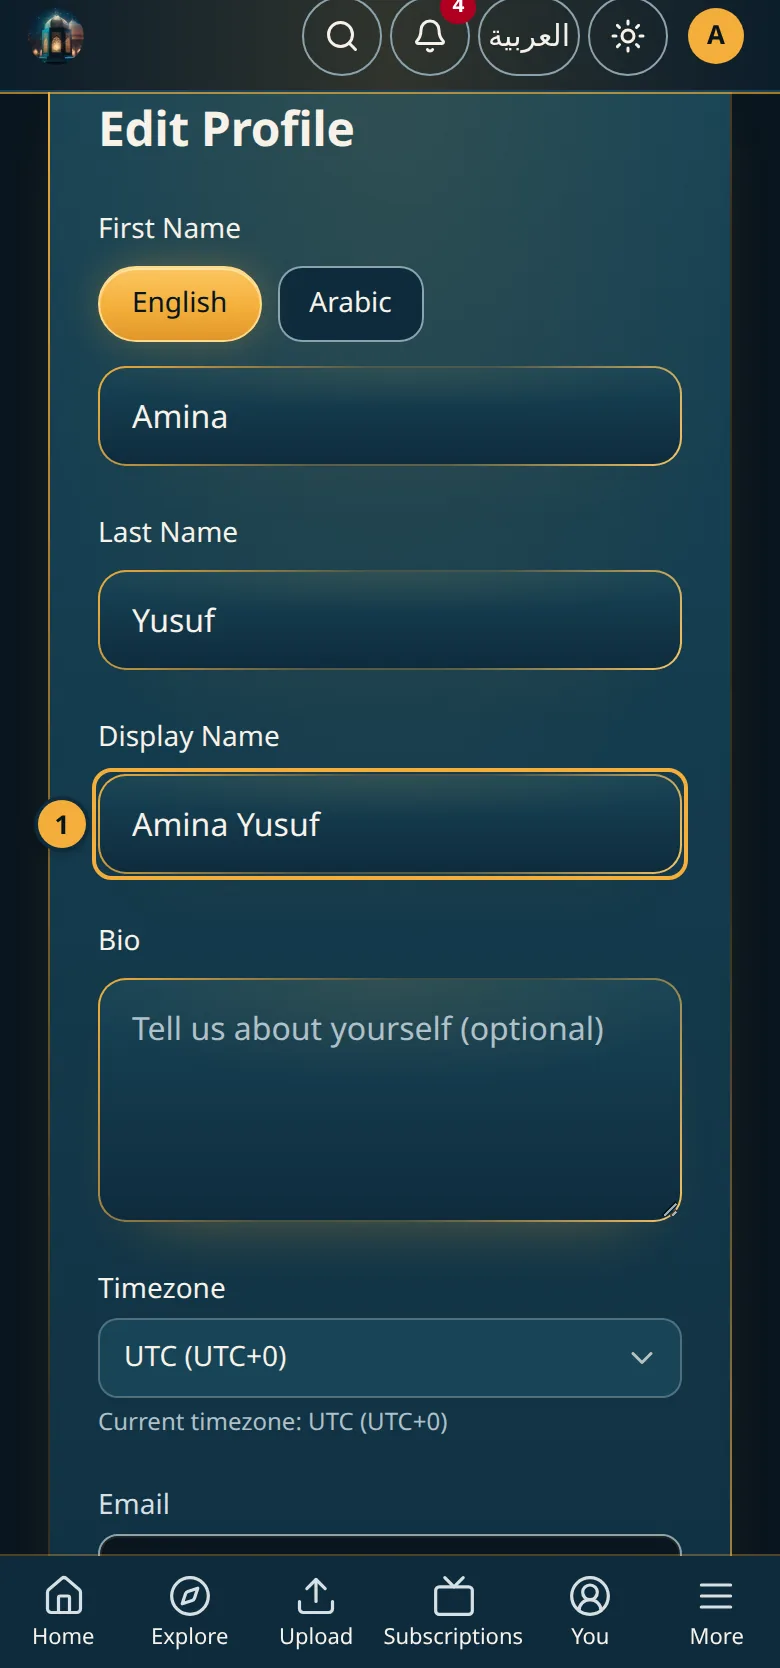 4
العربية
A
Edit Profile
First Name
English
Arabic
Amina
Last Name
Yusuf
Display Name
1
Amina Yusuf
Bio
Tell us about yourself (optional)
Timezone
UTC (UTC+0)
Current timezone: UTC (UTC+0)
Email
Home
Explore
Upload
Subscriptions
You
More